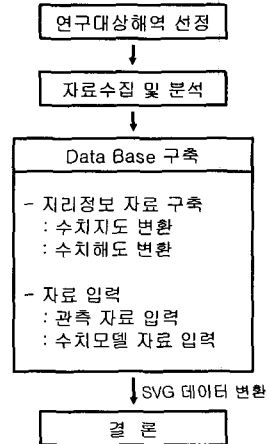 연구대상해역 선정
자료수집 및 분석
Data Base 구축
- 지리정보 자료 구축
: 수치지도 변환
: 수치해도 변환
- 자료 입력
: 관측 자료 입력
: 수치모델 자료 입력
SVG 데이터 변환
결 론